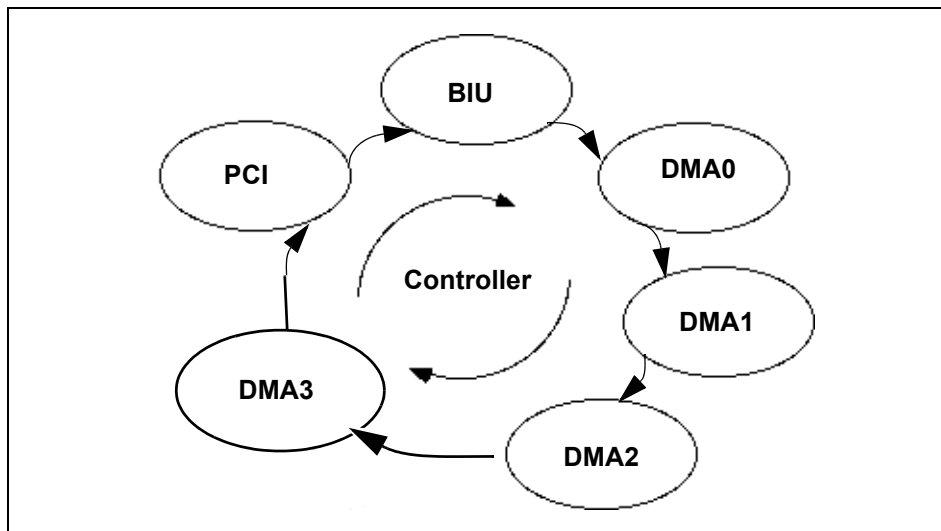 BIU
PCI
DMA0
Controller
DMA1
DMA3
DMA2